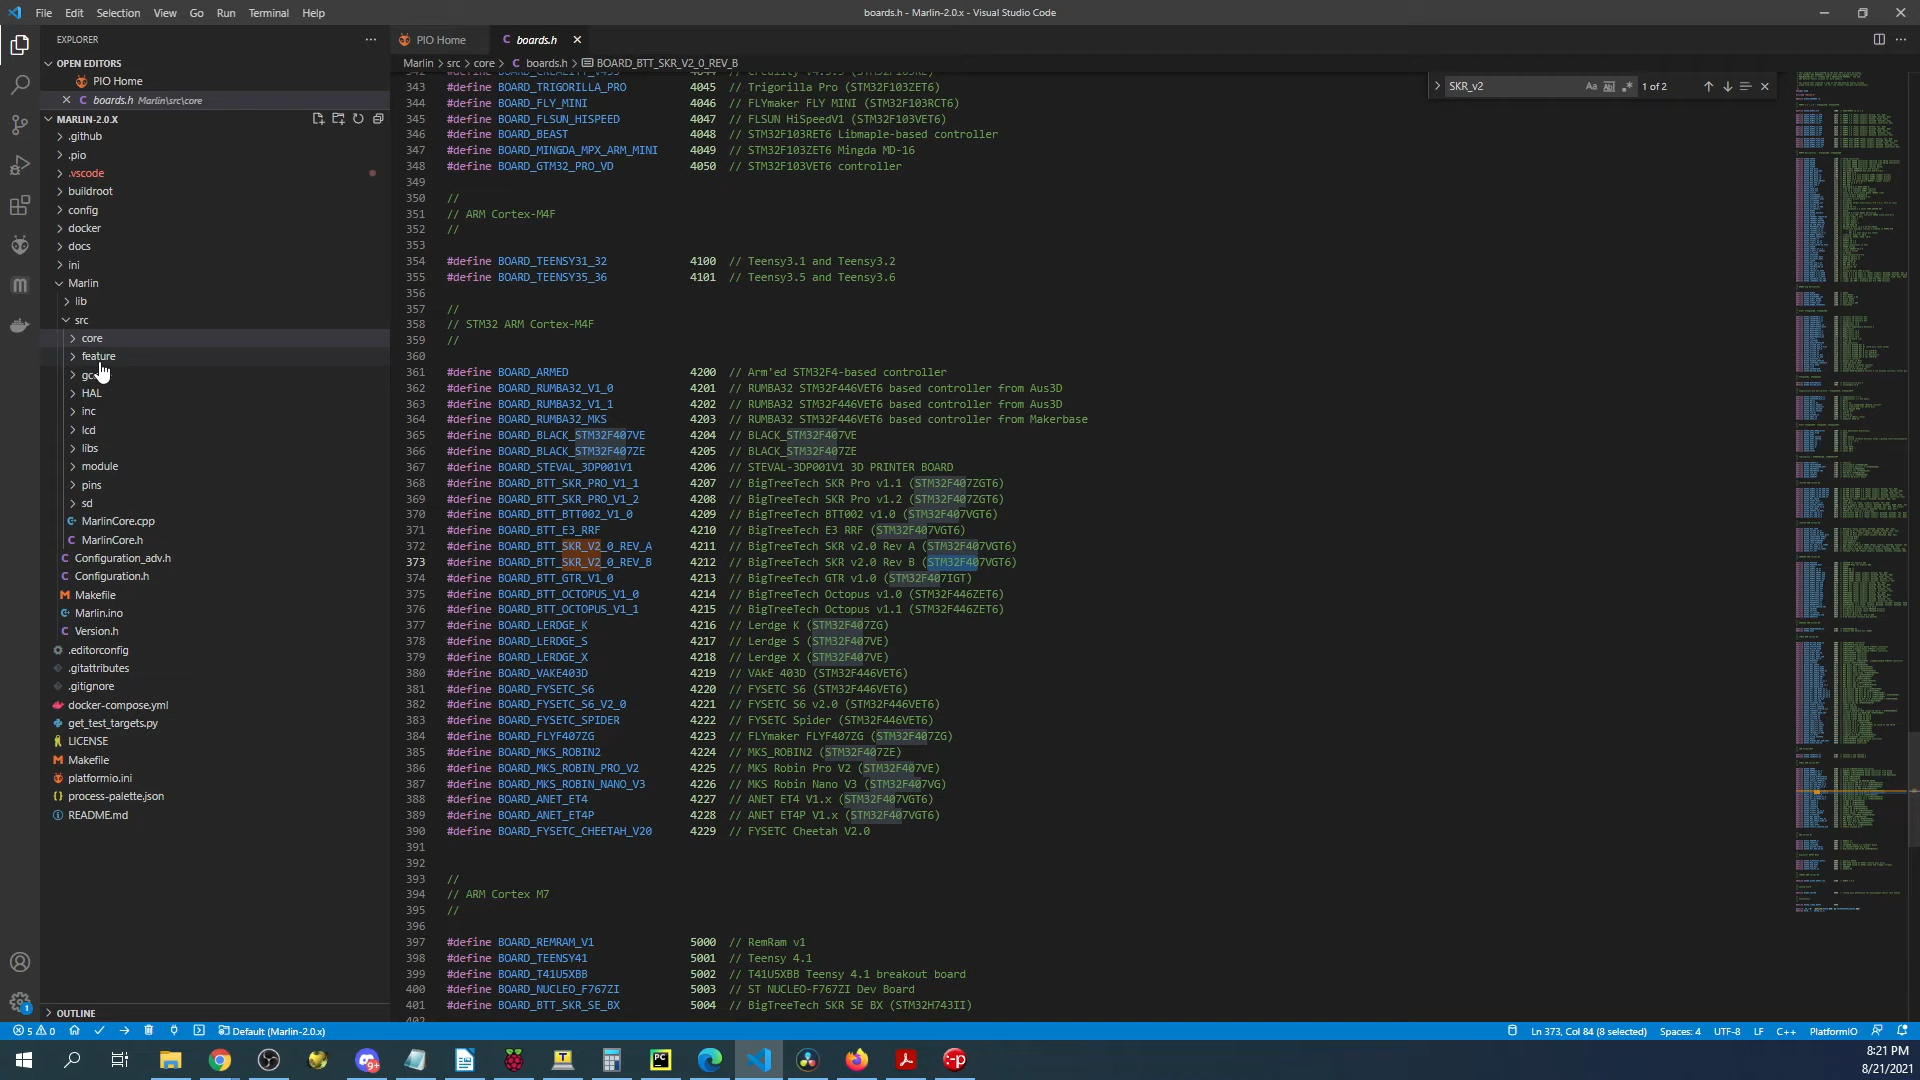 File Edit Selection View Go Run Terminal Help
boards.h - Marlin-2.0.x - Visual Studio Code
EXPLORER
OPEN EDITORS
PIO Home
boards.h Marlin\src\core
MARLIN-2.0.X
.github
.pio
.vscode
buildroot
config
docker
docs
ini
Marlin
lib
src
core
feature
HAL
inc
lcd
libs
module
pins
sd
MarlinCore.cpp
MarlinCore.h
Configuration_adv.h
Configuration.h
Makefile
Marlin.ino
Version.h
.editorconfig
.gitattributes
.gitignore
docker-compose.yml
get_test_targets.py
LICENSE
Makefile
platformio.ini
process-palette.json
README.md
OUTLINE
PIO Home
boards.h
Marlin > src > core > boards.h > BOARD_BTT_SKR_V2_0_REV_B
SKR_v2
1 of 2
343 #define BOARD_TRIGORILLA_PRO 4045 // Trigorilla Pro (STM32F103ZET6)
344 #define BOARD_FLY_MINI 4046 // FLYmaker FLY MINI (STM32F103RCT6)
345 #define BOARD_FLSUN_HISPEED 4047 // FLSUN HiSpeedV1 (STM32F103VET6)
346 #define BOARD_BEAST 4048 // STM32F103RET6 Libmaple-based controller
347 #define BOARD_MINGDA_MPX_ARM_MINI 4049 // STM32F103ZET6 Mingda MD-16
348 #define BOARD_GTM32_PRO_VD 4050 // STM32F103VET6 controller
349
350 //
351 // ARM Cortex-M4F
352 //
353
354 #define BOARD_TEENSY31_32 4100 // Teensy3.1 and Teensy3.2
355 #define BOARD_TEENSY35_36 4101 // Teensy3.5 and Teensy3.6
356
357 //
358 // STM32 ARM Cortex-M4F
359 //
360
361 #define BOARD_ARMED 4200 // Arm'ed STM32F4-based controller
362 #define BOARD_RUMBA32_V1_0 4201 // RUMBA32 STM32F446VET6 based controller from Aus3D
363 #define BOARD_RUMBA32_V1_1 4202 // RUMBA32 STM32F446VET6 based controller from Aus3D
364 #define BOARD_RUMBA32_MKS 4203 // RUMBA32 STM32F446VET6 based controller from Makerbase
365 #define BOARD_BLACK_STM32F407VE 4204 // BLACK_STM32F407VE
366 #define BOARD_BLACK_STM32F407ZE 4205 // BLACK_STM32F407ZE
367 #define BOARD_STEVAL_3DP001V1 4206 // STEVAL-3DP001V1 3D PRINTER BOARD
368 #define BOARD_BTT_SKR_PRO_V1_1 4207 // BigTreeTech SKR Pro v1.1 (STM32F407ZGT6)
369 #define BOARD_BTT_SKR_PRO_V1_2 4208 // BigTreeTech SKR Pro v1.2 (STM32F407ZGT6)
370 #define BOARD_BTT_BTT002_V1_0 4209 // BigTreeTech BTT002 v1.0 (STM32F407VGT6)
371 #define BOARD_BTT_E3_RRF 4210 // BigTreeTech E3 RRF (STM32F407VGT6)
372 #define BOARD_BTT_SKR_V2_0_REV_A 4211 // BigTreeTech SKR v2.0 Rev A (STM32F407VGT6)
373 #define BOARD_BTT_SKR_V2_0_REV_B 4212 // BigTreeTech SKR v2.0 Rev B (STM32F407VGT6)
374 #define BOARD_BTT_GTR_V1_0 4213 // BigTreeTech GTR v1.0 (STM32F407IGT)
375 #define BOARD_BTT_OCTOPUS_V1_0 4214 // BigTreeTech Octopus v1.0 (STM32F446ZET6)
376 #define BOARD_BTT_OCTOPUS_V1_1 4215 // BigTreeTech Octopus v1.1 (STM32F446ZET6)
377 #define BOARD_LERDGE_K 4216 // Lerdge K (STM32F407ZG)
378 #define BOARD_LERDGE_S 4217 // Lerdge S (STM32F407VE)
379 #define BOARD_LERDGE_X 4218 // Lerdge X (STM32F407VE)
380 #define BOARD_VAKE403D 4219 // VAkE 403D (STM32F446VET6)
381 #define BOARD_FYSETC_S6 4220 // FYSETC S6 (STM32F446VET6)
382 #define BOARD_FYSETC_S6_V2_0 4221 // FYSETC S6 v2.0 (STM32F446VET6)
383 #define BOARD_FYSETC_SPIDER 4222 // FYSETC Spider (STM32F446VET6)
384 #define BOARD_FLYF407ZG 4223 // FLYmaker FLYF407ZG (STM32F407ZG)
385 #define BOARD_MKS_ROBIN2 4224 // MKS_ROBIN2 (STM32F407ZE)
386 #define BOARD_MKS_ROBIN_PRO_V2 4225 // MKS Robin Pro V2 (STM32F407VE)
387 #define BOARD_MKS_ROBIN_NANO_V3 4226 // MKS Robin Nano V3 (STM32F407VG)
388 #define BOARD_ANET_ET4 4227 // ANET ET4 V1.x (STM32F407VGT6)
389 #define BOARD_ANET_ET4P 4228 // ANET ET4P V1.x (STM32F407VGT6)
390 #define BOARD_FYSETC_CHEETAH_V20 4229 // FYSETC Cheetah V2.0
391
392
393 //
394 // ARM Cortex M7
395 //
396
397 #define BOARD_REMRAM_V1 5000 // RemRam v1
398 #define BOARD_TEENSY41 5001 // Teensy 4.1
399 #define BOARD_T41U5XBB 5002 // T41U5XBB Teensy 4.1 breakout board
400 #define BOARD_NUCLEO_F767ZI 5003 // ST NUCLEO-F767ZI Dev Board
401 #define BOARD_BTT_SKR_SE_BX 5004 // BigTreeTech SKR SE BX (STM32H743II)
5 0 Default (Marlin-2.0.x)
Ln 373, Col 84 (8 selected) Spaces: 4 UTF-8 LF C++ PlatformIO
8:21 PM
8/21/2021